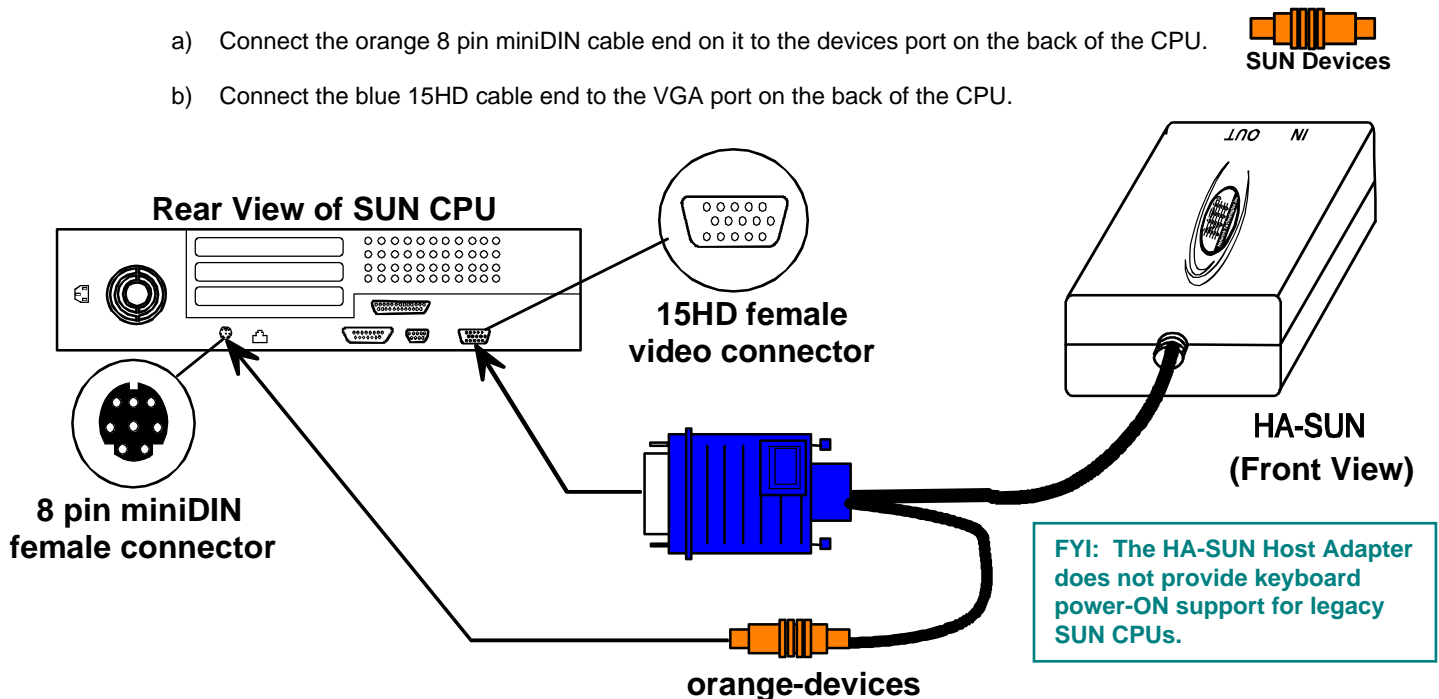 a) Connect the orange 8 pin miniDIN cable end on it to the devices port on the back of the CPU.
SUN Devices
b) Connect the blue 15HD cable end to the VGA port on the back of the CPU.
OUT IN
Rear View of SUN CPU
15HD female
video connector
8 pin miniDIN
female connector
HA-SUN
(Front View)
FYI: The HA-SUN Host Adapter
does not provide keyboard
power-ON support for legacy
SUN CPUs.
orange-devices